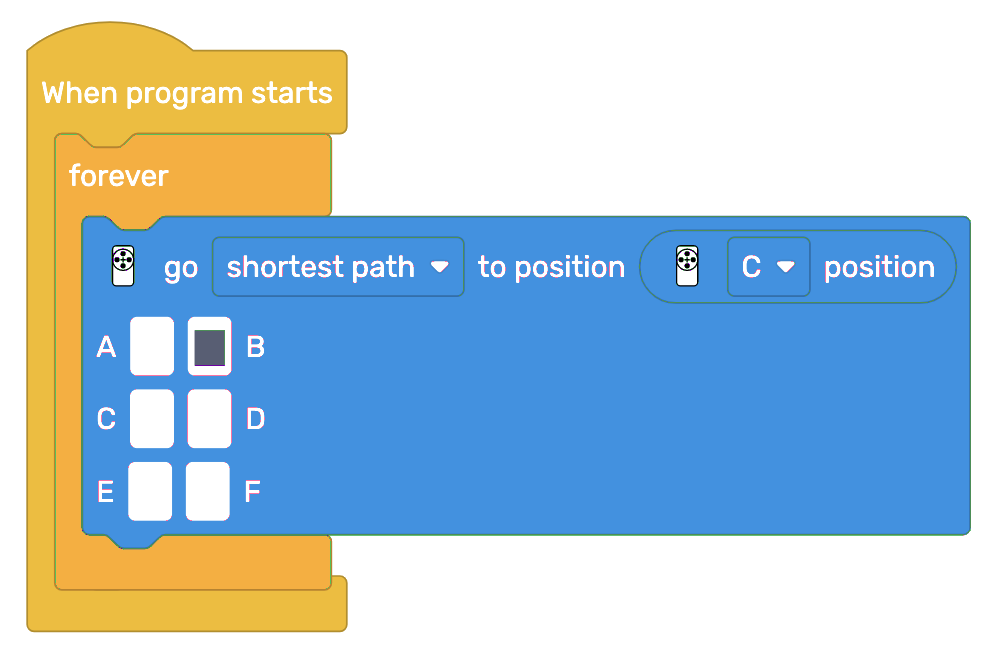 When program starts
forever
go shortest path to position C position
A B
C D
E F